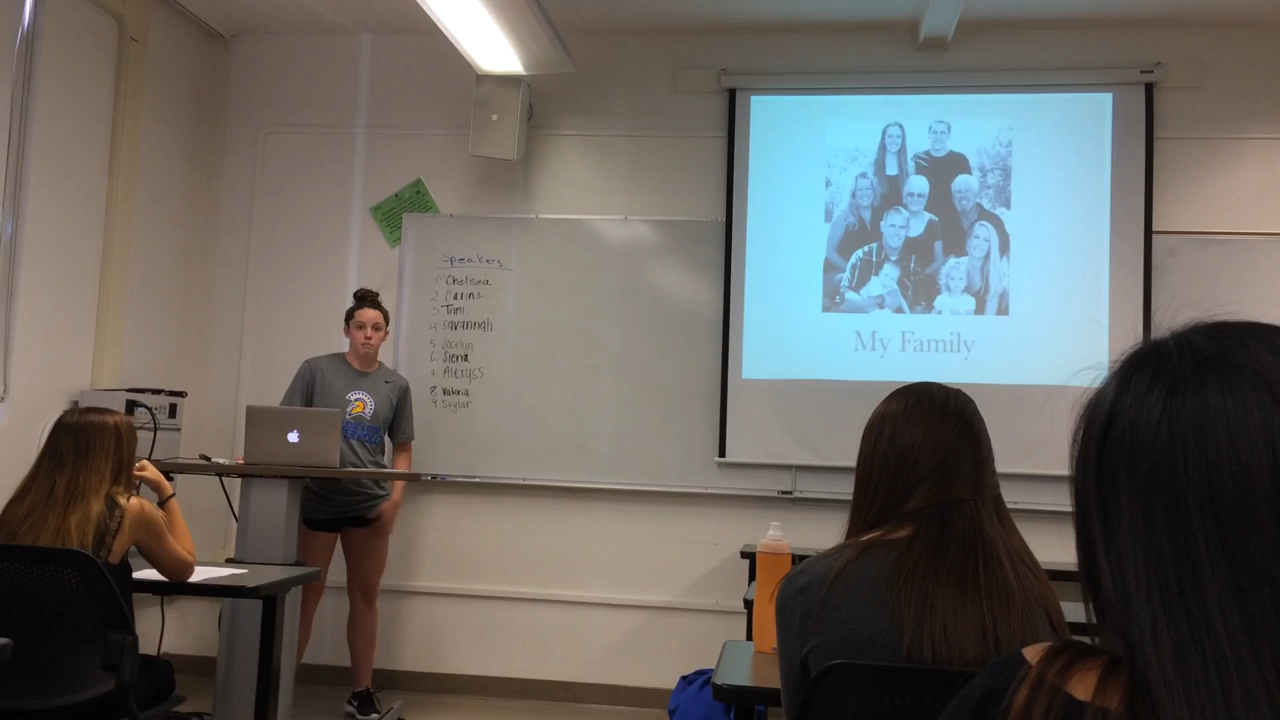 Speakers
1 Chelsea
2 Carina
3 Trini
4 Savannah
5. Jocelyn
6. Sierra
7 Alexyss
8 Valeria
9. Skylar
My Family